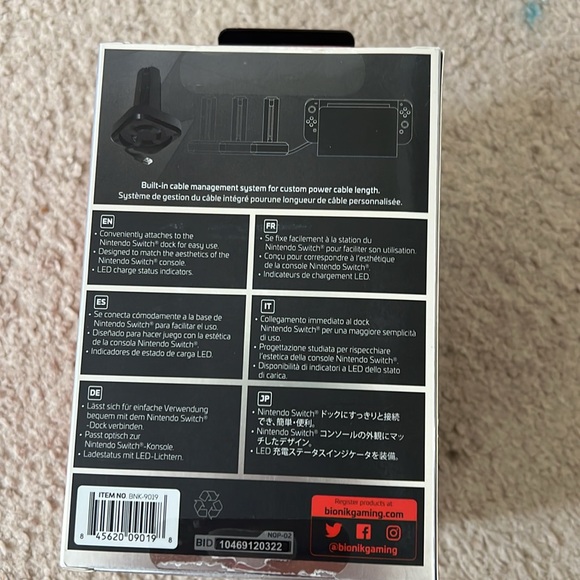 Built-in cable management system for custom power cable length.
Système de gestion du câble intégré pourune longueur de câble personnalisée.
EN
• Conveniently attaches to the
Nintendo Switch® dock for easy use.
• Designed to match the aesthetics of the
Nintendo Switch® console.
• LED charge status indicators.
FR
• Se fixe facilement à la station du
Nintendo Switch® pour faciliter son utilisation.
• Conçu pour correspondre à l'esthétique
de la console Nintendo Switch®.
• Indicateurs de chargement LED.
ES
• Se conecta cómodamente a la base de
Nintendo Switch® para facilitar el uso.
• Diseñado para hacer juego con la estética
de la consola Nintendo Switch®.
• Indicadores de estado de carga LED.
IT
• Collegamento immediato al dock
Nintendo Switch® per una maggiore semplicità
di uso.
• Progettazione studiata per rispecchiare
l'estetica della console Nintendo Switch®.
• Disponibilità di indicatori a LED dello stato
di carica.
DE
• Lässt sich für einfache Verwendung
bequem mit dem Nintendo Switch®
-Dock verbinden.
• Passt optisch zur
Nintendo Switch®-Konsole.
• Ladestatus mit LED-Lichtern.
JP
• Nintendo Switch® ドックにすっきりと接続
でき、簡単・便利。
• Nintendo Switch® コンソールの外観にマッ
チしたデザイン。
• LED 充電ステータスインジケータを装備。
ITEM NO. BNK-9019
8 45620 09019 8
NOP-02
BID 10469120322
Register products at
bionikgaming.com
@bionikgaming